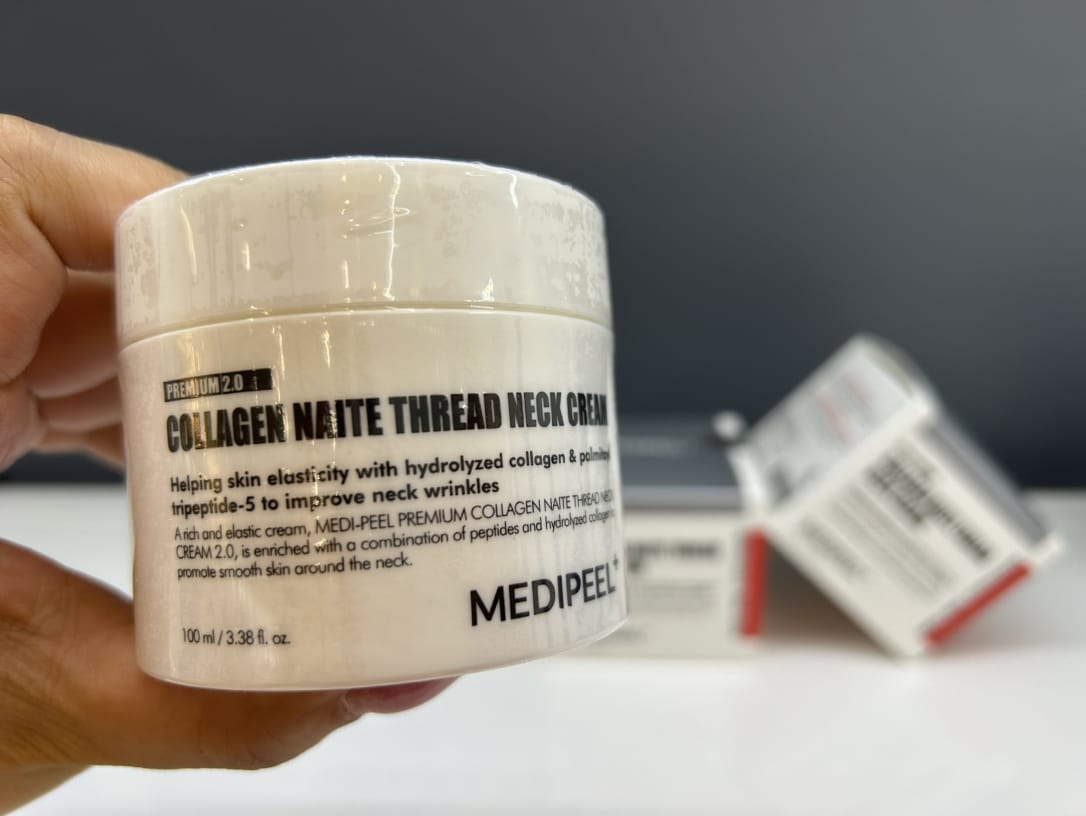 PREMIUM 2.0
COLLAGEN NAITE THREAD NECK CREAM
Helping skin elasticity with hydrolyzed collagen &
tripeptide-5 to improve neck wrinkles
A rich and elastic cream, MEDI-PEEL PREMIUM COLLAGEN NAITE THREAD NECK
CREAM 2.0, is enriched with a combination of peptides and hydrolyzed collagen
promote smooth skin around the neck.
MEDIPEEL+
100 ml / 3.38 fl. oz.